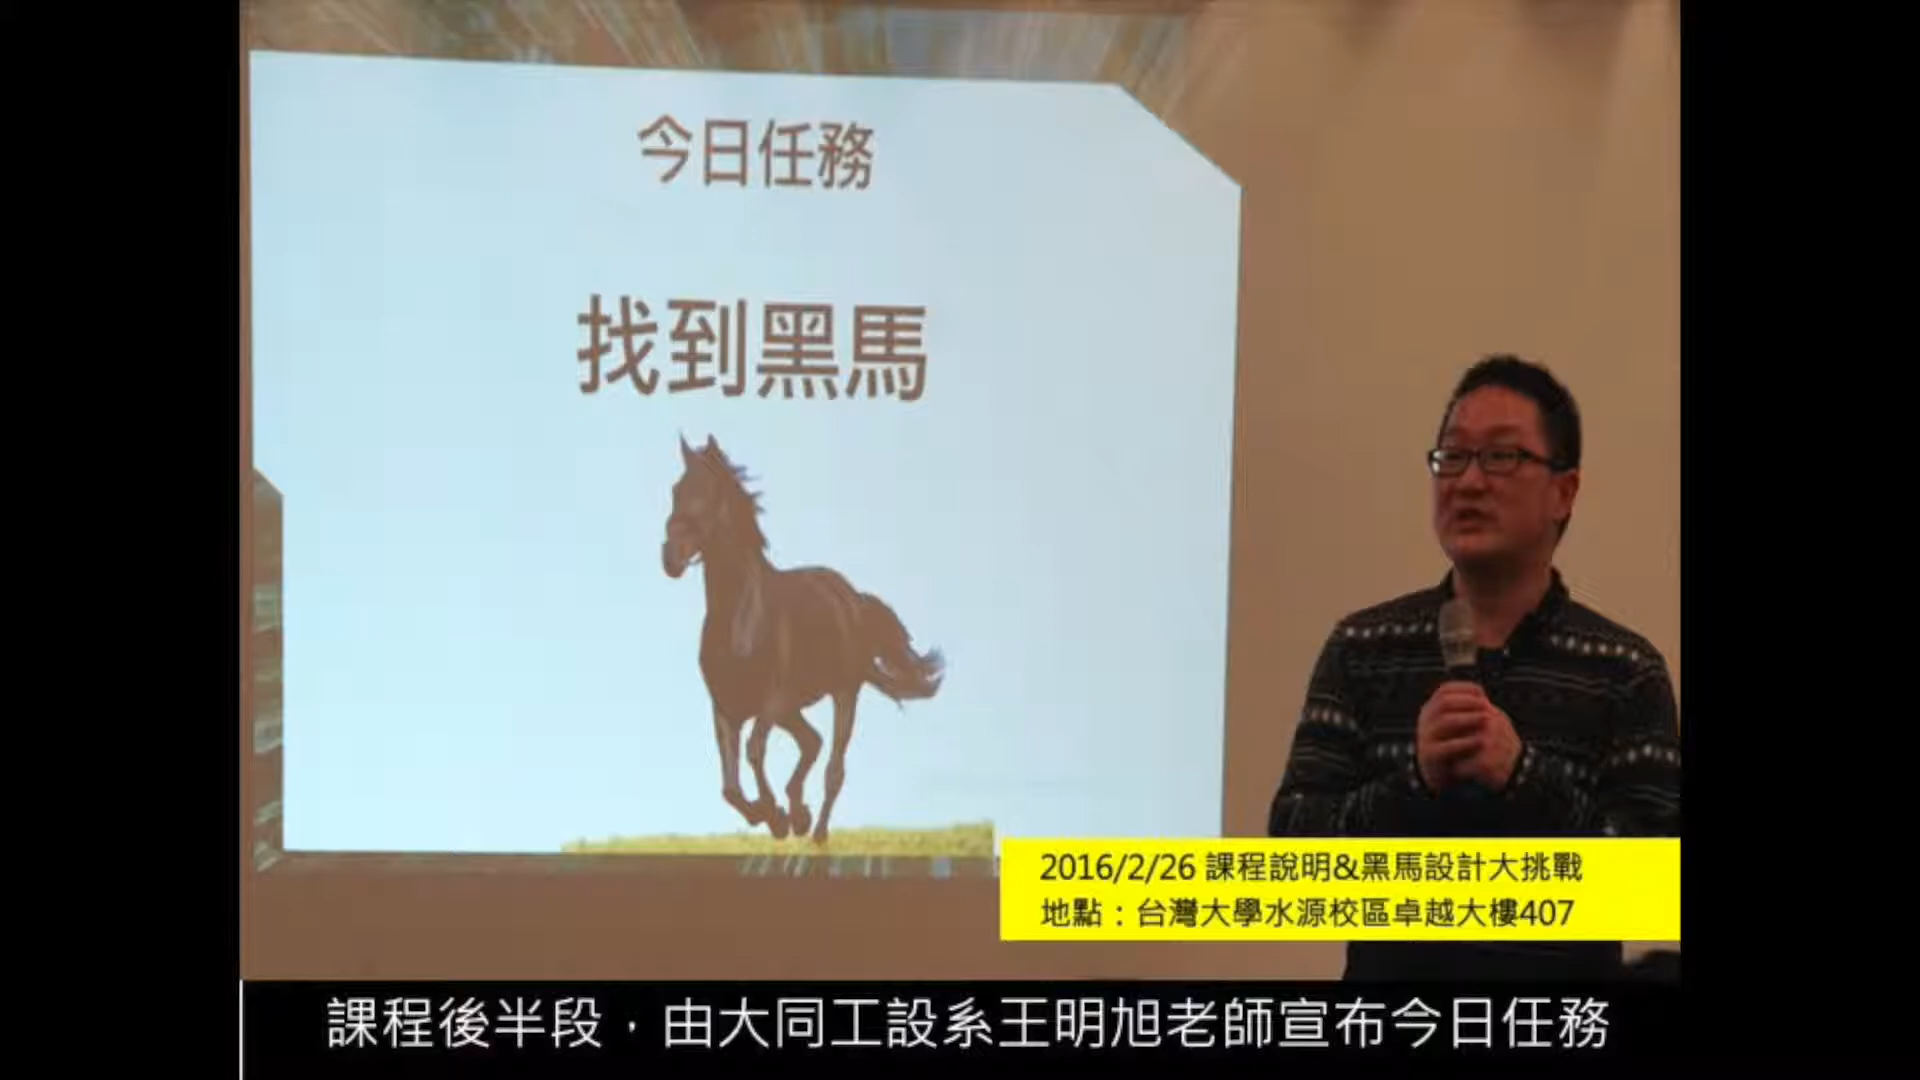 今日任務
找到黑馬
2016/2/26 課程說明&黑馬設計大挑戰
地點：台灣大學水源校區卓越大樓407
課程後半段，由大同工設系王明旭老師宣布今日任務